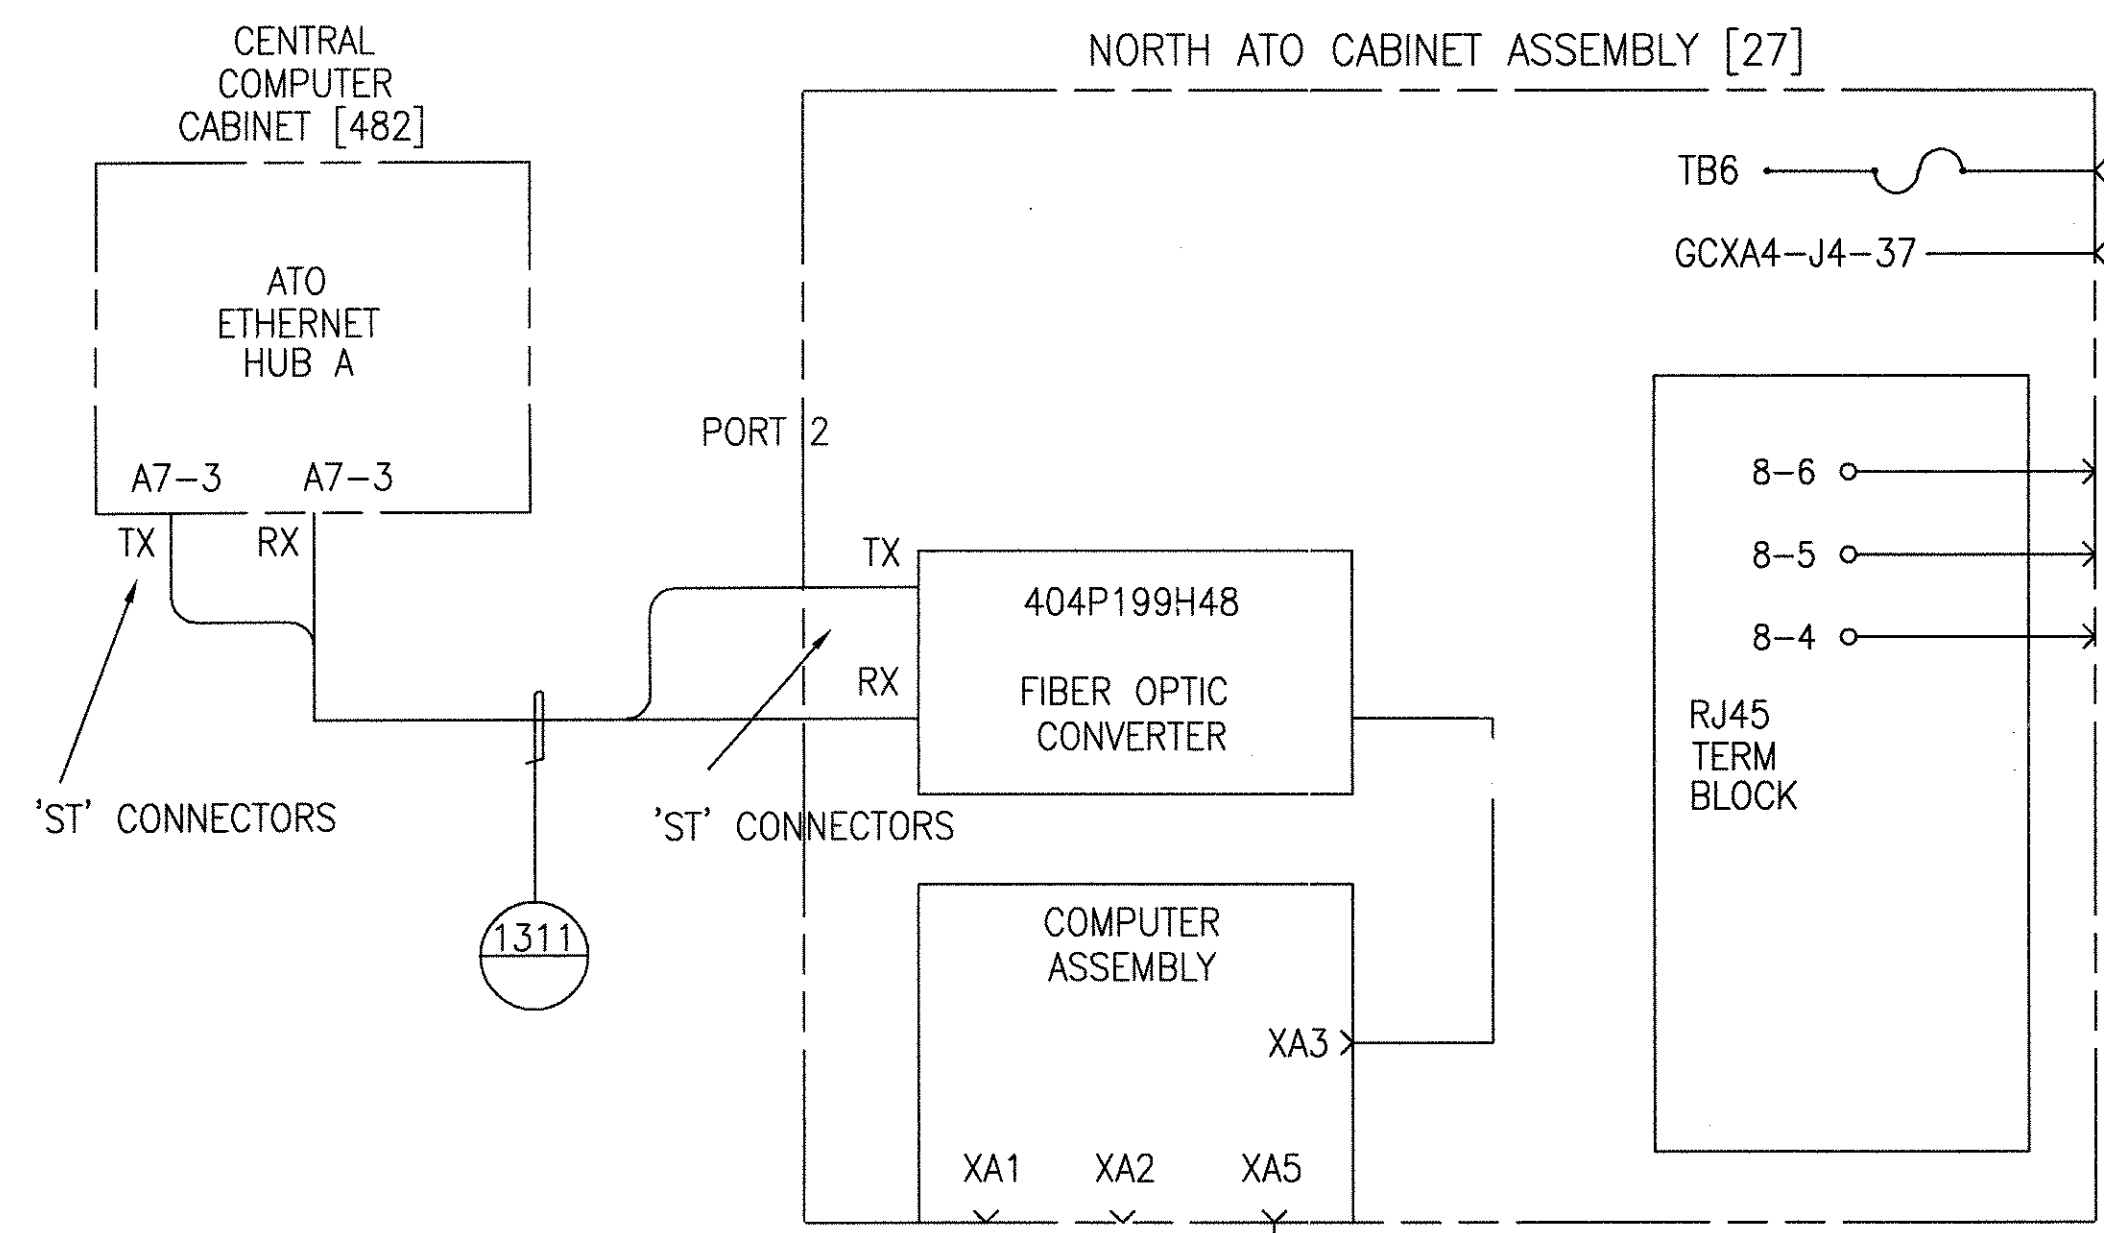 CENTRAL
COMPUTER
CABINET [482]
NORTH ATO CABINET ASSEMBLY [27]
TB6
GCXA4-J4-37
ATO
ETHERNET
HUB A
A7-3 A7-3
TX RX
PORT 2
TX
404P199H48
RX
FIBER OPTIC
CONVERTER
'ST' CONNECTORS
'ST' CONNECTORS
8-6
8-5
8-4
RJ45
TERM
BLOCK
1311
COMPUTER
ASSEMBLY
XA3
XA1 XA2 XA5